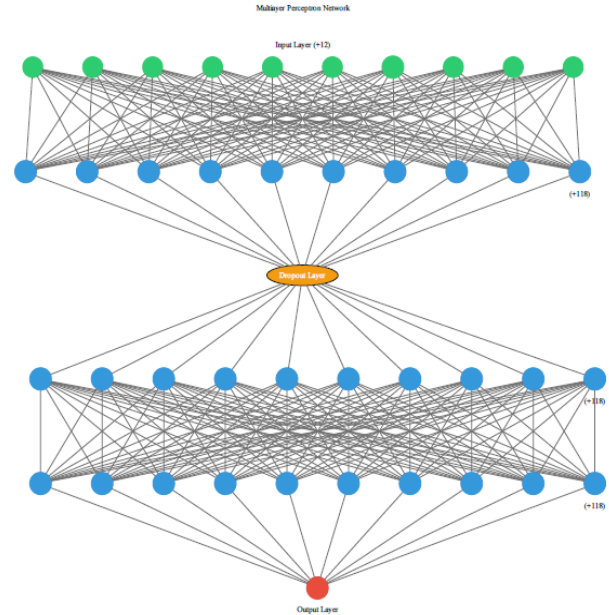 Multilayer Perceptron Network
Input Layer (+12)
(+118)
Dropout Layer
(+118)
(+118)
Output Layer